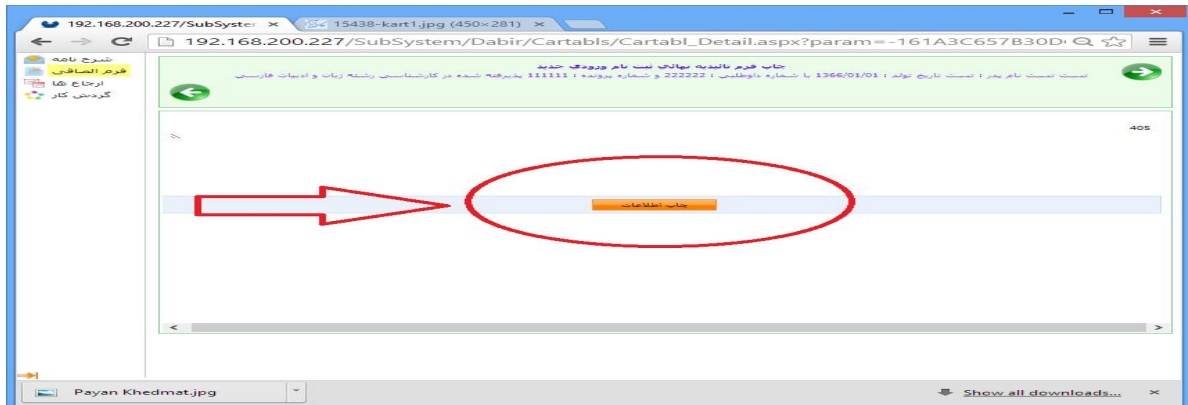 192.168.200.227/SubSyster
15438-kart1.jpg (450×281)
192.168.200.227/SubSystem/Dabir/Cartabls/Cartabl_Detail.aspx?param=-161A3C657B30D
شرح نامه
فرم الصاقی
ارجاع ها
گردش کار
چاپ فرم تائیدیه نهائی ثبت نام ورودی جدید
تست تست نام پدر : تست تاریخ تولد : 1366/01/01 با شماره داوطلبی : 222222 و شماره پرونده : 111111 پذیرفته شده در کارشناسی رشته زبان و ادبیات فارسی
405
چاپ اطلاعات
Payan Khedmat.jpg
Show all downloads...